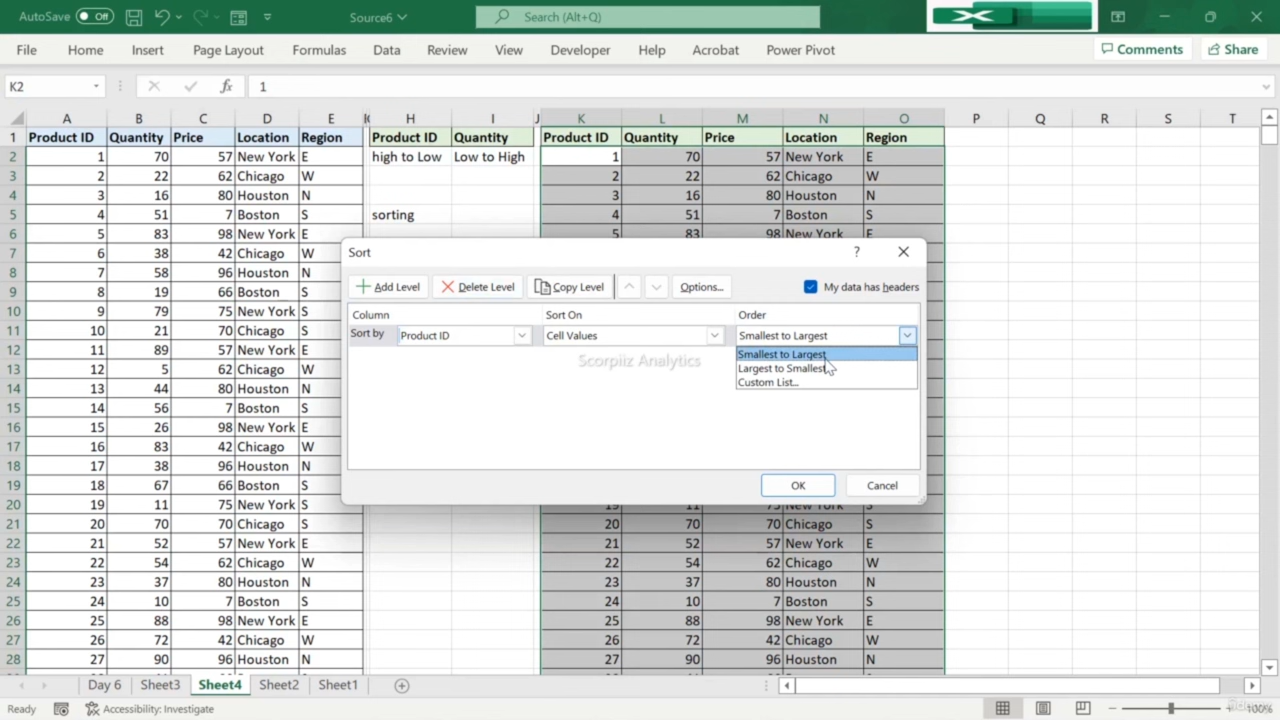 AutoSave Off Source6 Search (Alt+Q)
File Home Insert Page Layout Formulas Data Review View Developer Help Acrobat Power Pivot Comments Share
K2 fx 1
A B C D E H I J K L M N O P Q R S T
1 Product ID Quantity Price Location Region Product ID Quantity Product ID Quantity Price Location Region
2 1 70 57 New York E high to Low Low to High 1 70 57 New York E
3 2 22 62 Chicago W 2 22 62 Chicago W
4 3 16 80 Houston N 3 16 80 Houston N
5 4 51 7 Boston S sorting 4 51 7 Boston S
6 5 83 98 New York E 5 83 98 New York E
7 6 38 42 Chicago W
8 7 58 96 Houston N
9 8 19 66 Boston S
10 9 79 75 New York S
11 10 21 70 Chicago S
12 11 89 57 New York E
13 12 5 62 Chicago W
14 13 44 80 Houston N
15 14 56 7 Boston S
16 15 26 98 New York E
17 16 83 42 Chicago W
18 17 38 96 Houston N
19 18 67 66 Boston S
20 19 11 75 New York S 19 11 75 New York S
21 20 70 70 Chicago S 20 70 70 Chicago S
22 21 52 57 New York E 21 52 57 New York E
23 22 54 62 Chicago W 22 54 62 Chicago W
24 23 37 80 Houston N 23 37 80 Houston N
25 24 10 7 Boston S 24 10 7 Boston S
26 25 88 98 New York E 25 88 98 New York E
27 26 72 42 Chicago W 26 72 42 Chicago W
28 27 90 96 Houston N 27 90 96 Houston N
Sort ?
Add Level Delete Level Copy Level Options... My data has headers
Column Sort On Order
Sort by Product ID Cell Values Smallest to Largest
Smallest to Largest
Largest to Smallest
Custom List...
Scorpiiz Analytics
OK Cancel
Day 6 Sheet3 Sheet4 Sheet2 Sheet1
Ready Accessibility: Investigate 100%